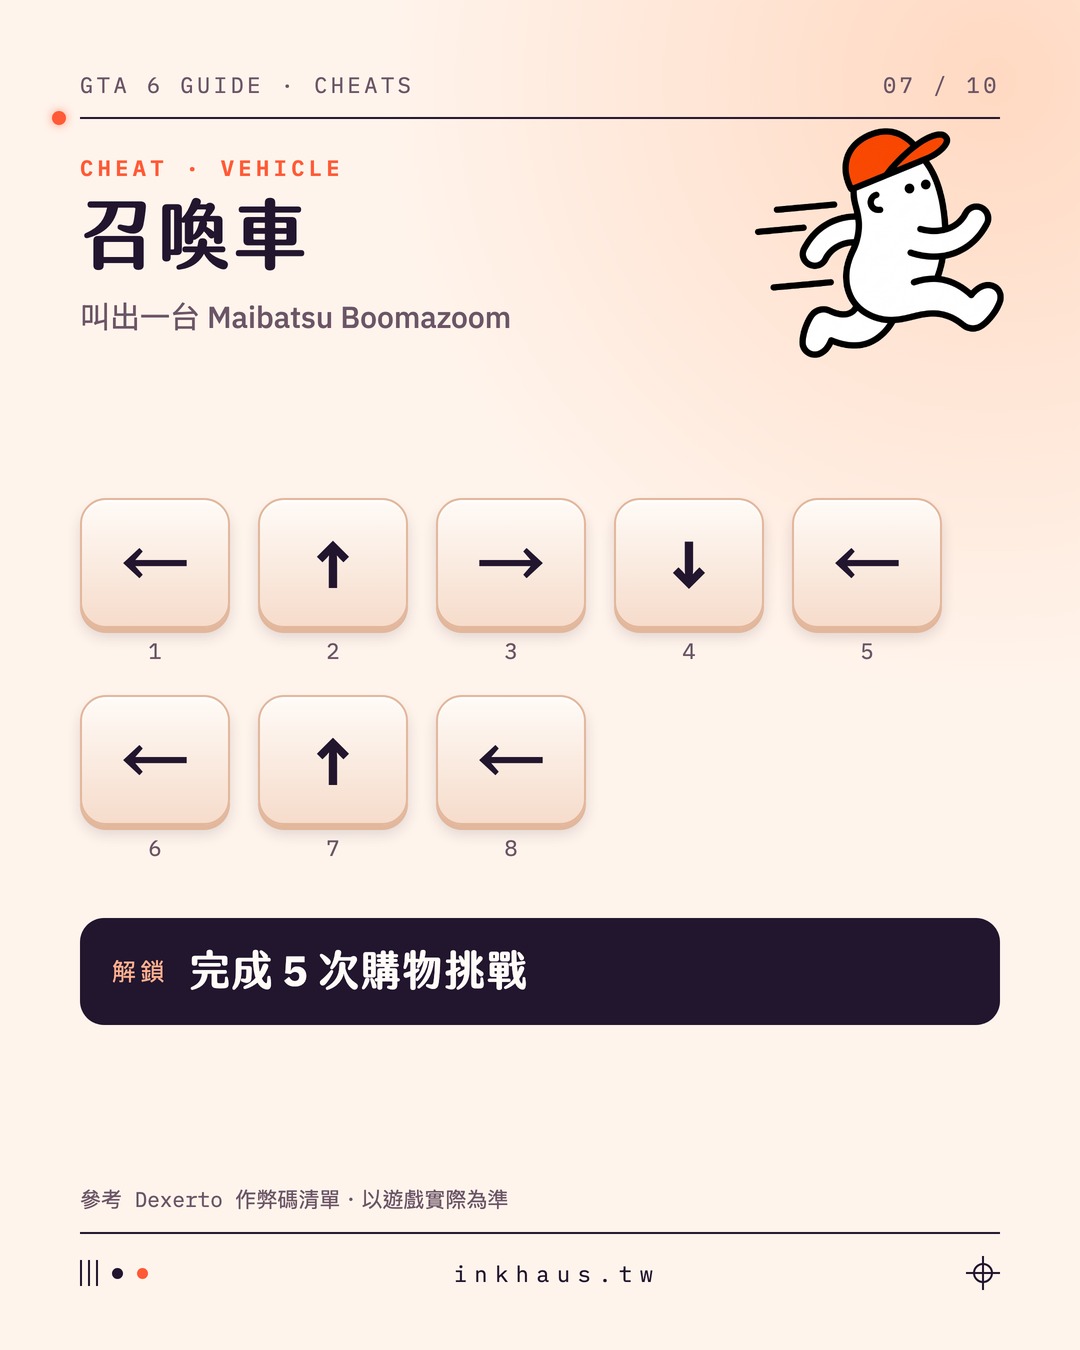 GTA 6 GUIDE · CHEATS
07 / 10
CHEAT · VEHICLE
召喚車
叫出一台 Maibatsu Boomazoom
← ↑ → ↓ ←
1 2 3 4 5
← ↑ ←
6 7 8
解鎖 完成 5 次購物挑戰
參考 Dexerto 作弊碼清單 · 以遊戲實際為準
inkhaus.tw